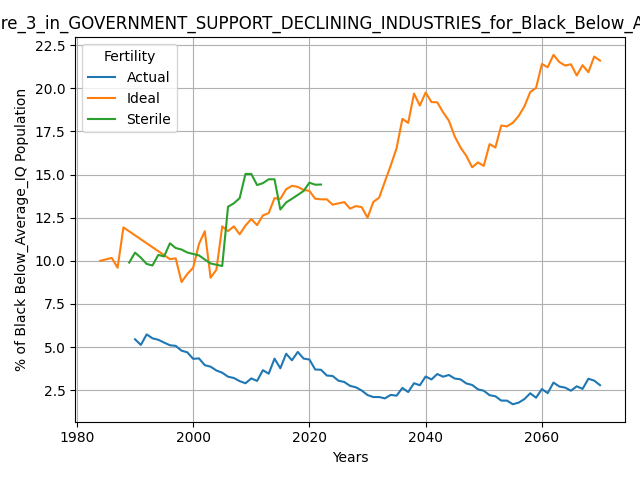 re_3_in_GOVERNMENT_SUPPORT_DECLINING_INDUSTRIES_for_Black_Below_A
Fertility
Actual
Ideal
Sterile
% of Black Below_Average_IQ Population
22.5
20.0
17.5
15.0
12.5
10.0
7.5
5.0
2.5
1980 2000 2020 2040 2060
Years